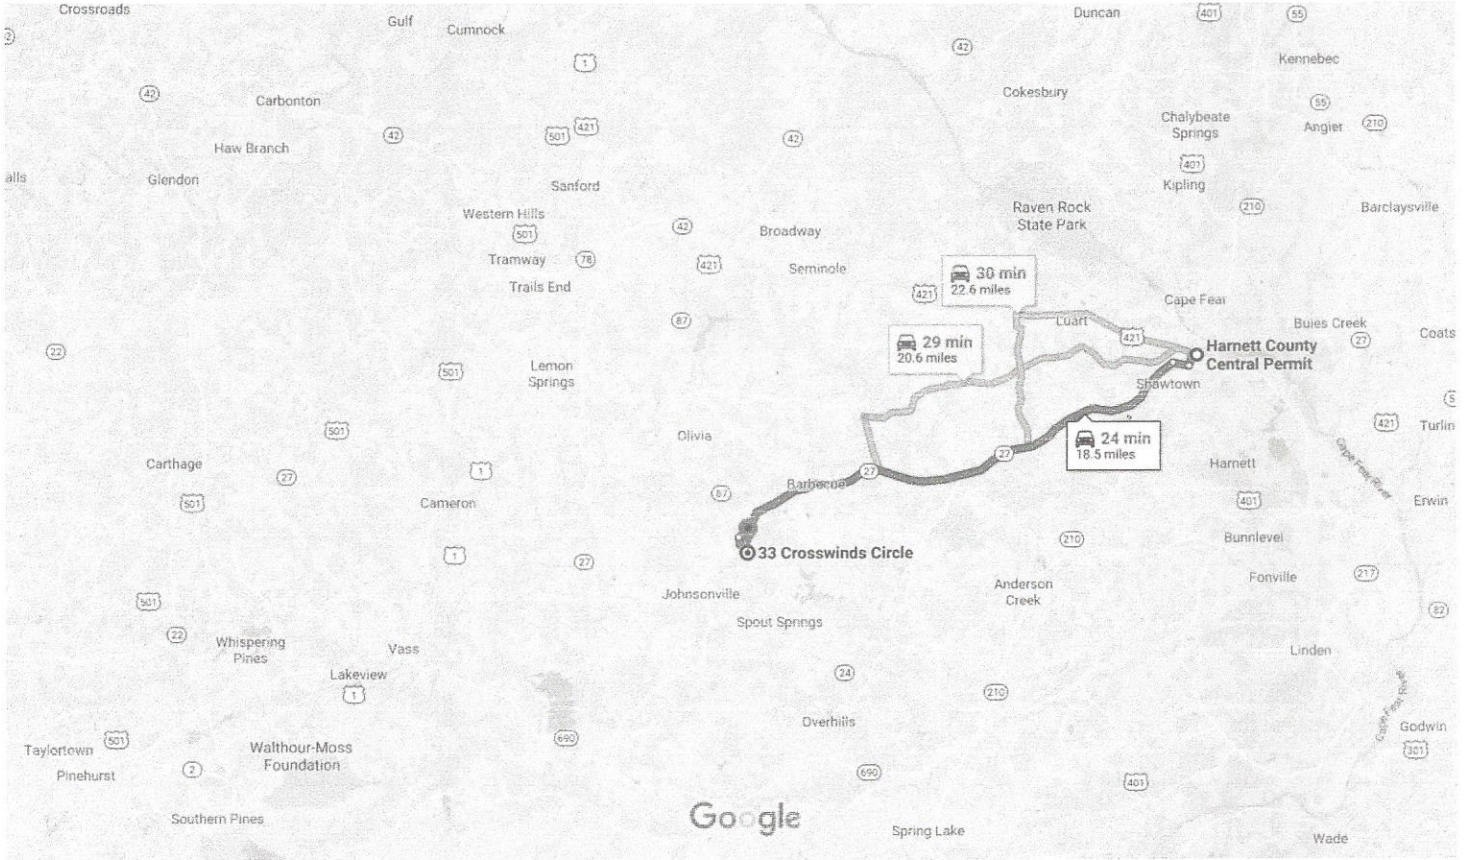 Crossroads
Gulf
Cumnock
Duncan
401
55
1
42
Kennebec
42
Carbonton
Cokesbury
55
42
501
421
42
Chalybeate
Springs
Angier
210
Haw Branch
401
alls
Glendon
Sanford
Kipling
Western Hills
Raven Rock
State Park
210
Barclaysville
501
42
Broadway
Tramway
78
421
Seminole
30 min
22.6 miles
Trails End
421
Cape Fear
87
Luart
421
Buies Creek
Coats
22
29 min
20.6 miles
27
Harnett County
Central Permit
501
Lemon
Springs
Shawtown
501
Olivia
24 min
18.5 miles
421
Turlin
Carthage
27
1
27
27
Harnett
Cape Fear River
Barbecue
501
Cameron
87
401
Erwin
33 Crosswinds Circle
1
27
210
Bunnlevel
Johnsonville
Anderson
Creek
Fonville
217
501
82
22
Whispering
Pines
Vass
Spout Springs
Linden
Lakeview
1
24
210
Cape Fear River
Overhills
Godwin
Taylortown
501
Walthour-Moss
Foundation
690
301
Pinehurst
2
690
401
Southern Pines
Google
Spring Lake
Wade